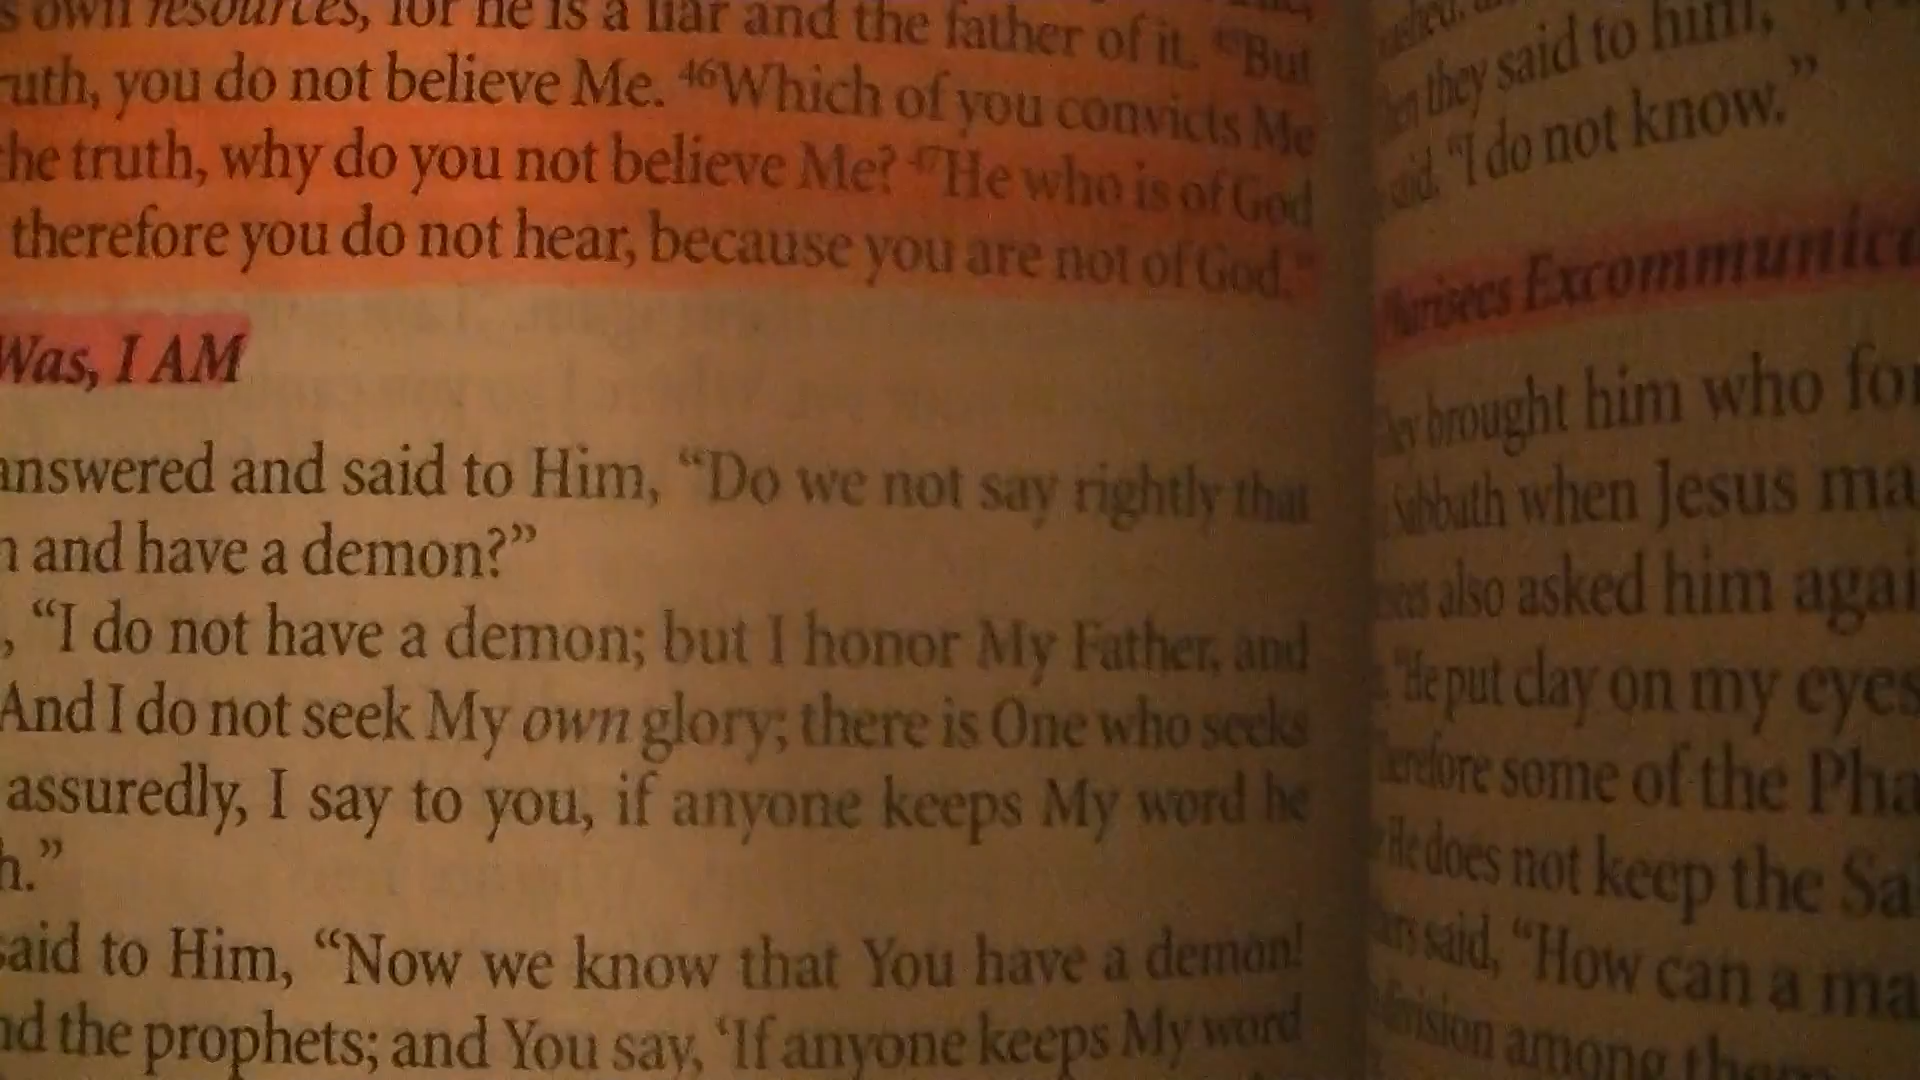 own resources, for he is a liar and the father of it. 45But
uth, you do not believe Me. 46Which of you convicts Me
he truth, why do you not believe Me? 47He who is of God
therefore you do not hear, because you are not of God."
Was, I AM
answered and said to Him, “Do we not say rightly that
and have a demon?”
, “I do not have a demon; but I honor My Father, and
And I do not seek My own glory; there is One who seeks
assuredly, I say to you, if anyone keeps My word he
h.”
said to Him, “Now we know that You have a demon!
nd the prophets; and You say, ‘If anyone keeps My word
they said to him,
said, “I do not know.”
Pharisees Excommunic
brought him who for
Sabbath when Jesus ma
also asked him agai
"He put clay on my eyes
herefore some of the Pha
He does not keep the Sa
said, “How can a ma
division among them